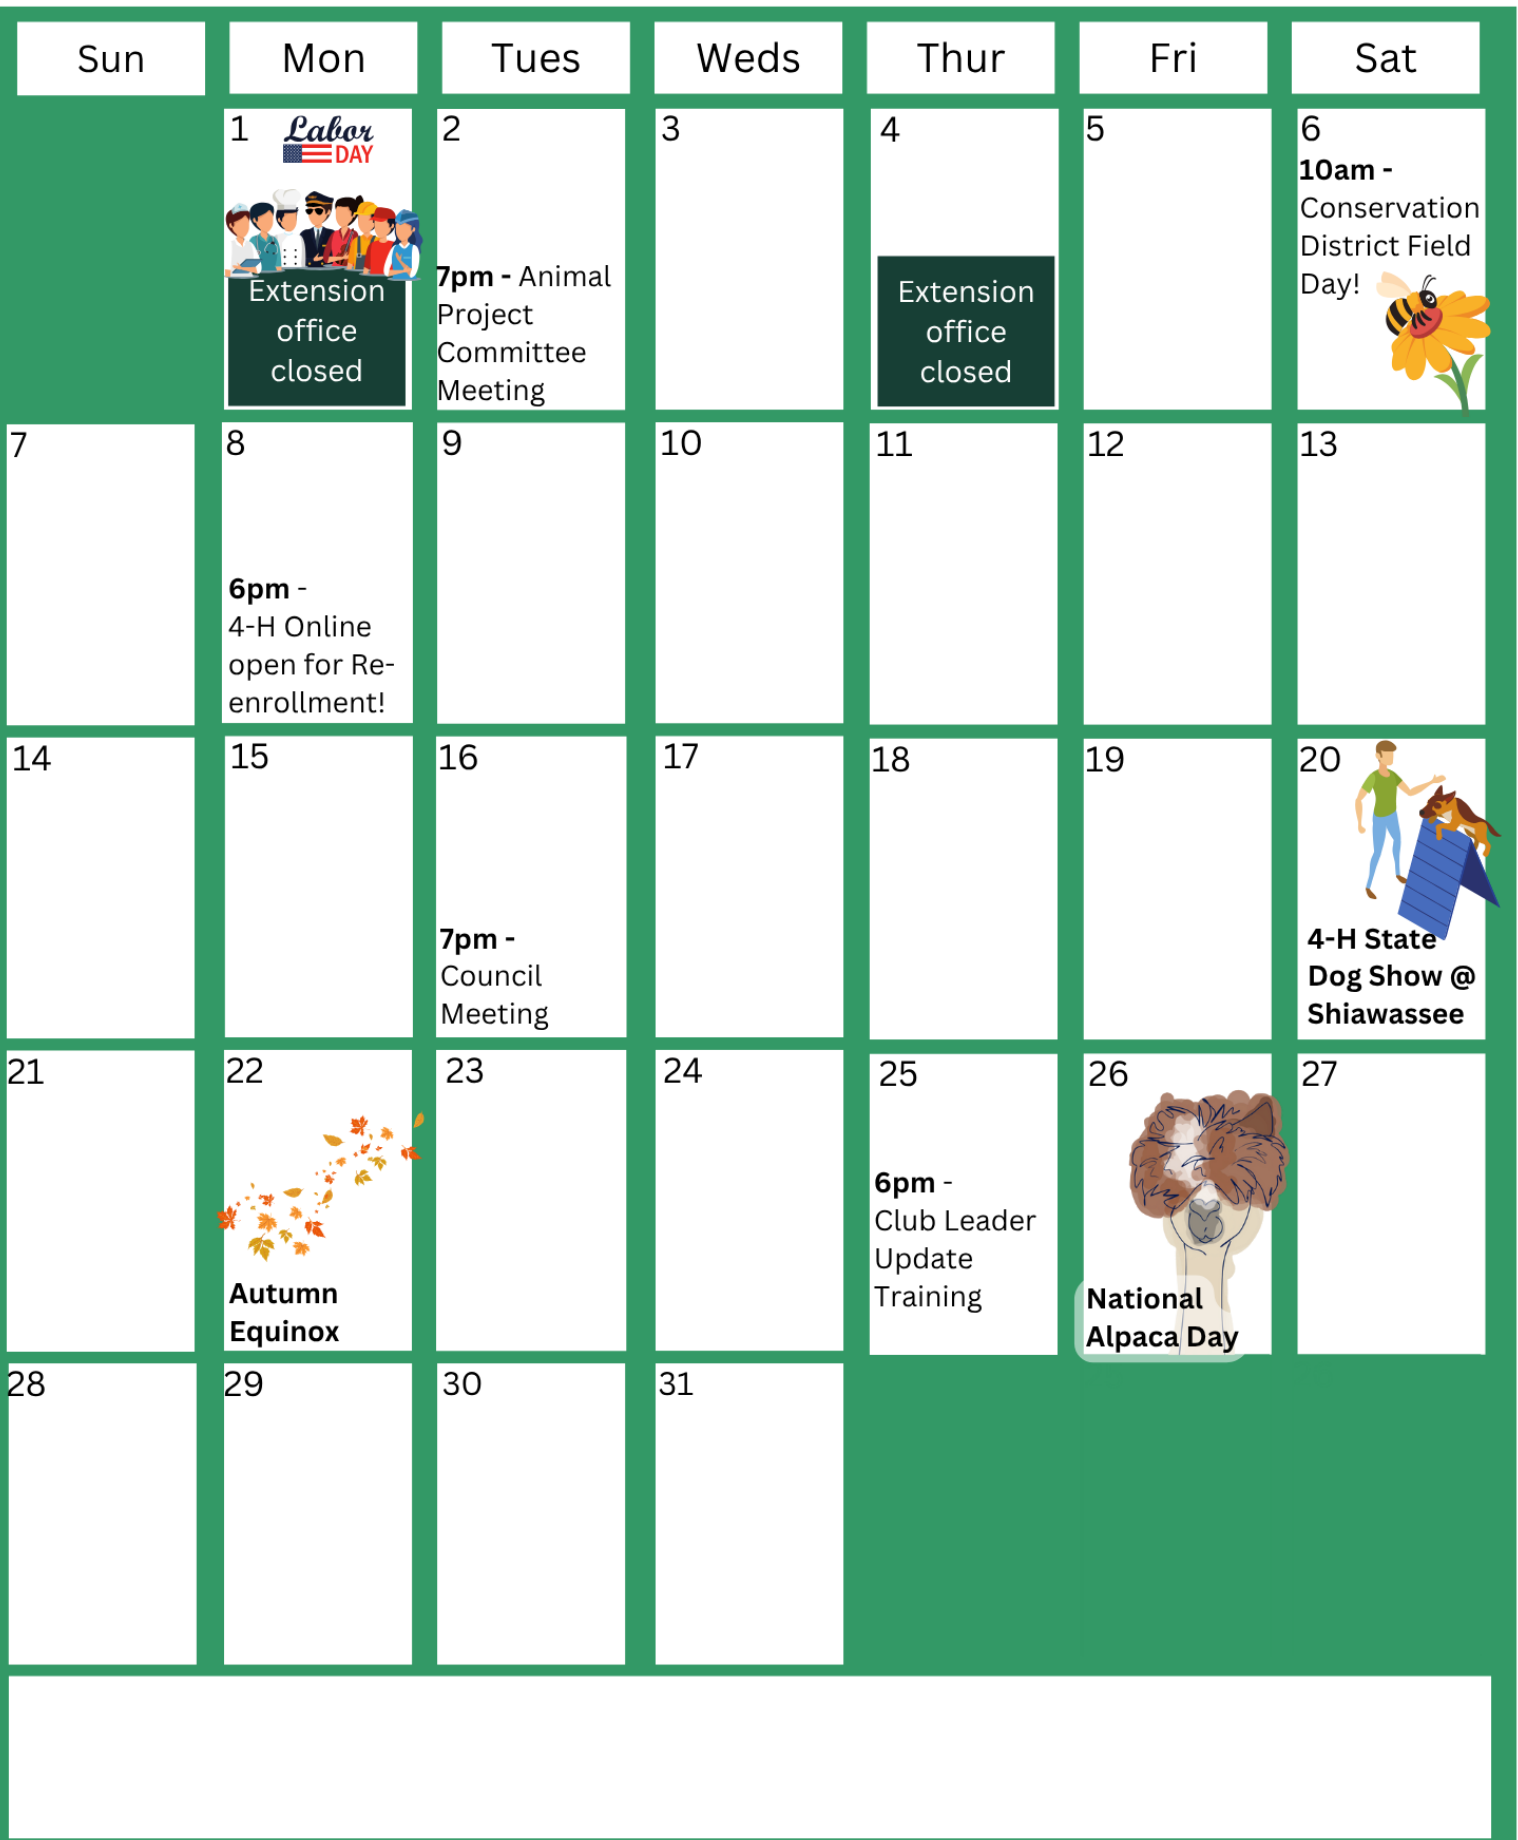 Sun
Mon
Tues
Weds
Thur
Fri
Sat
1
Labor
DAY
Extension
office
closed
2
7pm - Animal
Project
Committee
Meeting
3
4
Extension
office
closed
5
6
10am -
Conservation
District Field
Day!
7
8
6pm -
4-H Online
open for Re-
enrollment!
9
10
11
12
13
14
15
16
7pm -
Council
Meeting
17
18
19
20
4-H State
Dog Show @
Shiawassee
21
22
Autumn
Equinox
23
24
25
6pm -
Club Leader
Update
Training
26
National
Alpaca Day
27
28
29
30
31